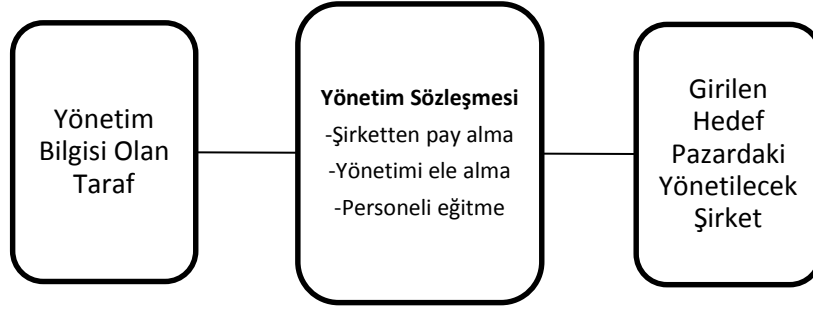 Yönetim
Bilgisi Olan
Taraf
Yönetim Sözleşmesi
-Şirketten pay alma
-Yönetimi ele alma
-Personeli eğitme
Girilen
Hedef
Pazardaki
Yönetilecek
Şirket